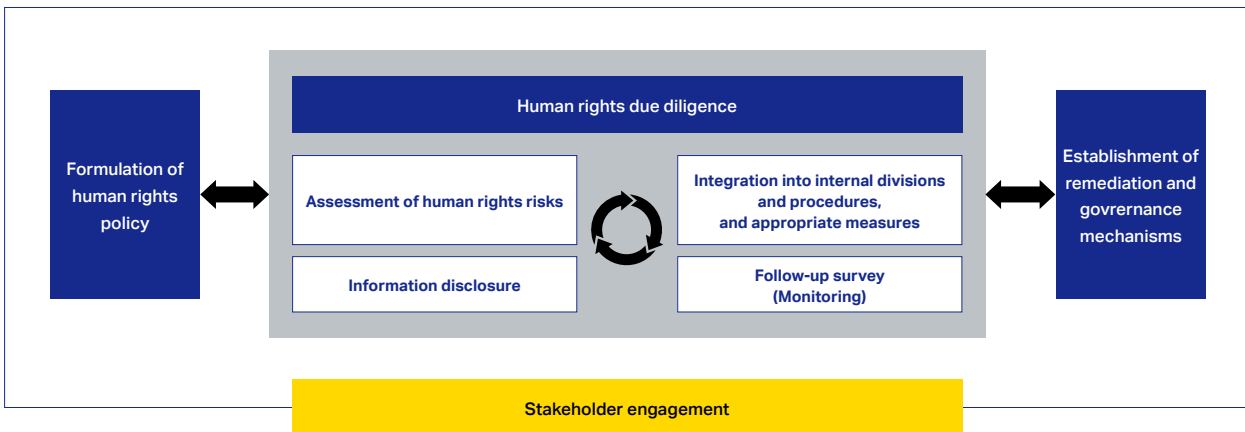 Human rights due diligence
Formulation of
human rights
policy
Assessment of human rights risks
Integration into internal divisions
and procedures,
and appropriate measures
Information disclosure
Follow-up survey
(Monitoring)
Establishment of
remediation and
govrernance
mechanisms
Stakeholder engagement